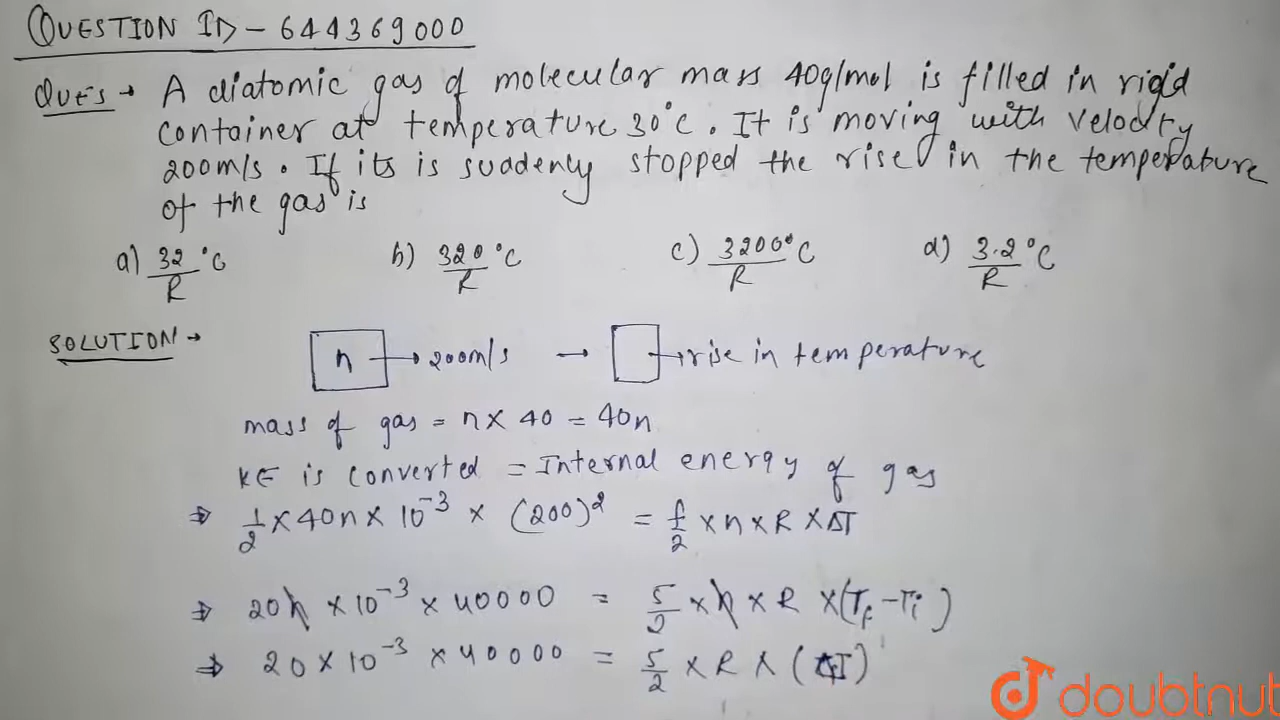 QUESTION ID - 644369000
Ques → A diatomic gas of molecular mass 40g/mol is filled in rigid
container at temperature 30°C. It is moving with velocity
200m/s. If its is suddenly stopped the rise in the temperature
of the gas is
a) 32/R °C b) 320/R °C c) 3200/R °C d) 3.2/R °C
SOLUTION → n → 200m/s → → rise in temperature
mass of gas = n × 40 = 40n
KE is converted = Internal energy of gas
⇒ 1/2 × 40n × 10⁻³ × (200)² = f/2 × n × R × ΔT
⇒ 20n × 10⁻³ × 40000 = 5/2 × n × R × (Tf - Ti)
⇒ 20 × 10⁻³ × 40000 = 5/2 × R × (ΔT)
doubtnut